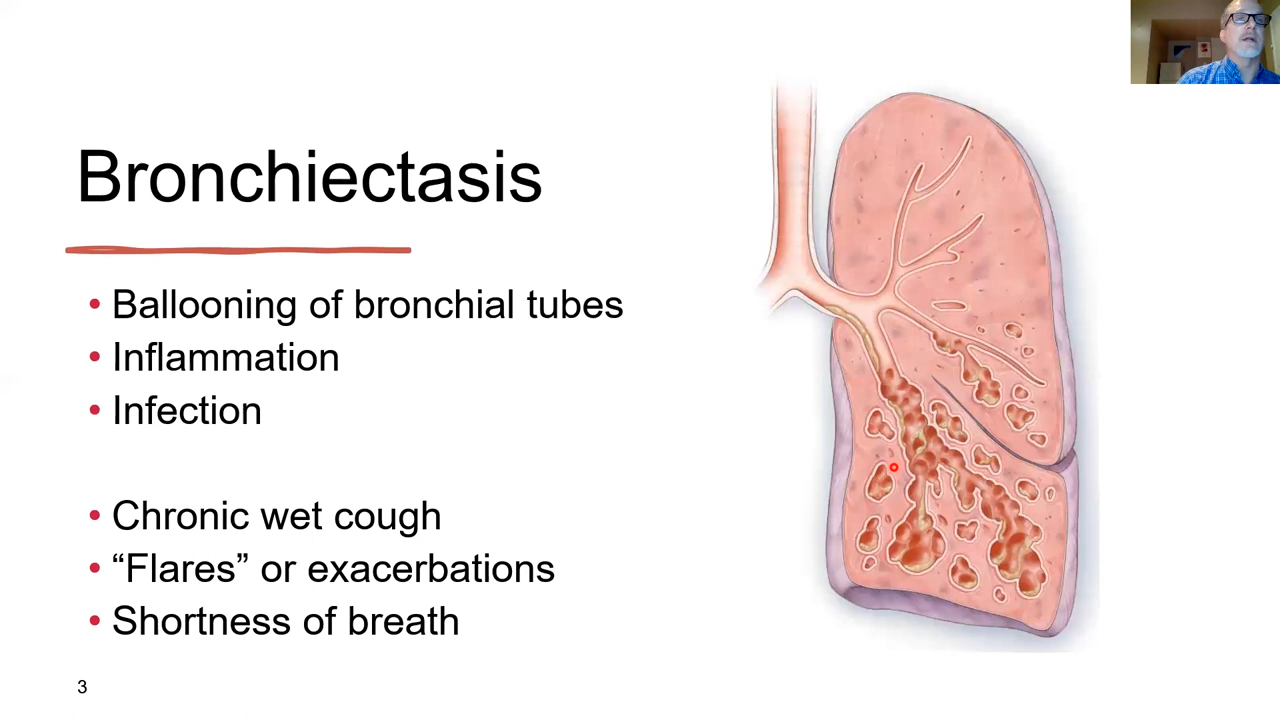 Bronchiectasis
• Ballooning of bronchial tubes
• Inflammation
• Infection
• Chronic wet cough
• “Flares” or exacerbations
• Shortness of breath
3